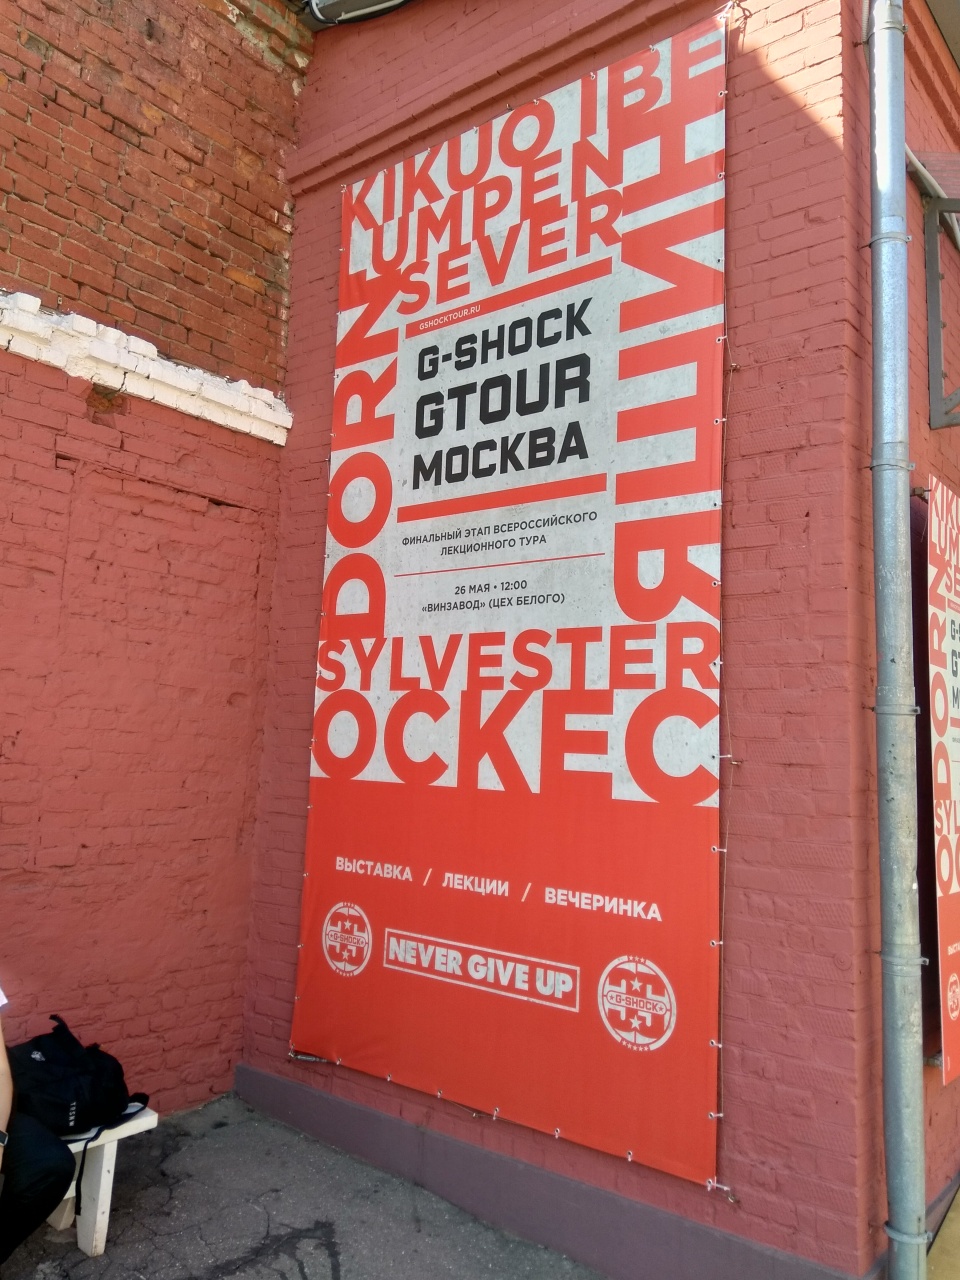 KIKUO IBE
LUMPEN
SEVER
DORN
GSHOCKTOUR.RU
G-SHOCK
GTOUR
МОСКВА
ФИНАЛЬНЫЙ ЭТАП ВСЕРОССИЙСКОГО
ЛЕКЦИОННОГО ТУРА
26 МАЯ • 12:00
«ВИНЗАВОД» (ЦЕХ БЕЛОГО)
SYLVESTER
OCKEC
ВЫСТАВКА / ЛЕКЦИИ / ВЕЧЕРИНКА
G-SHOCK
NEVER GIVE UP
G-SHOCK